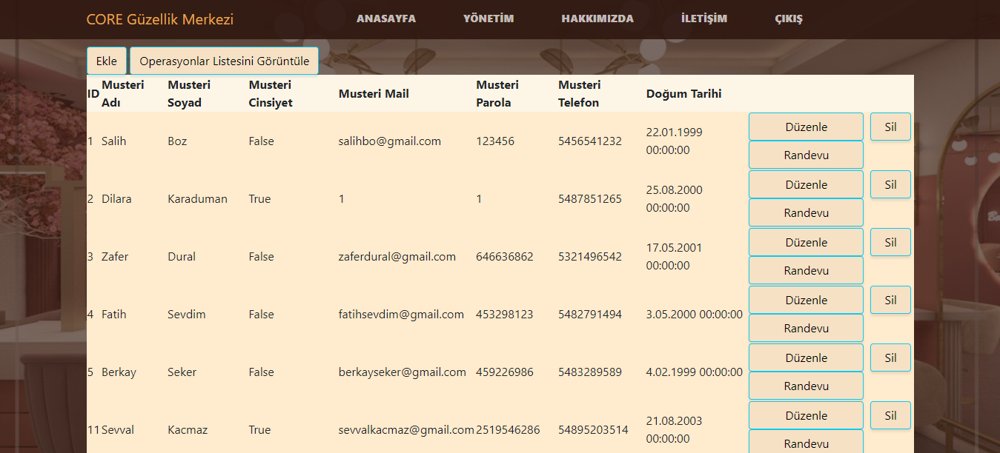 CORE Güzellik Merkezi ANASAYFA YÖNETİM HAKKIMIZDA İLETİŞİM ÇIKIŞ
Ekle Operasyonlar Listesini Görüntüle
ID Musteri Adı Musteri Soyad Musteri Cinsiyet Musteri Mail Musteri Parola Musteri Telefon Doğum Tarihi
1 Salih Boz False salihbo@gmail.com 123456 5456541232 22.01.1999 00:00:00 Düzenle Sil
Randevu
2 Dilara Karaduman True 1 1 5487851265 25.08.2000 00:00:00 Düzenle Sil
Randevu
3 Zafer Dural False zaferdural@gmail.com 646636862 5321496542 17.05.2001 00:00:00 Düzenle Sil
Randevu
4 Fatih Sevdim False fatihsevdim@gmail.com 453298123 5482791494 3.05.2000 00:00:00 Düzenle Sil
Randevu
5 Berkay Seker False berkayseker@gmail.com 459226986 5483289589 4.02.1999 00:00:00 Düzenle Sil
Randevu
11 Sevval Kacmaz True sevvalkacmaz@gmail.com 2519546286 54895203514 21.08.2003 00:00:00 Düzenle Sil
Randevu